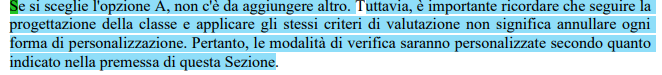 Se si sceglie l'opzione A, non c'è da aggiungere altro. Tuttavia, è importante ricordare che seguire la
progettazione della classe e applicare gli stessi criteri di valutazione non significa annullare ogni
forma di personalizzazione. Pertanto, le modalità di verifica saranno personalizzate secondo quanto
indicato nella premessa di questa Sezione.